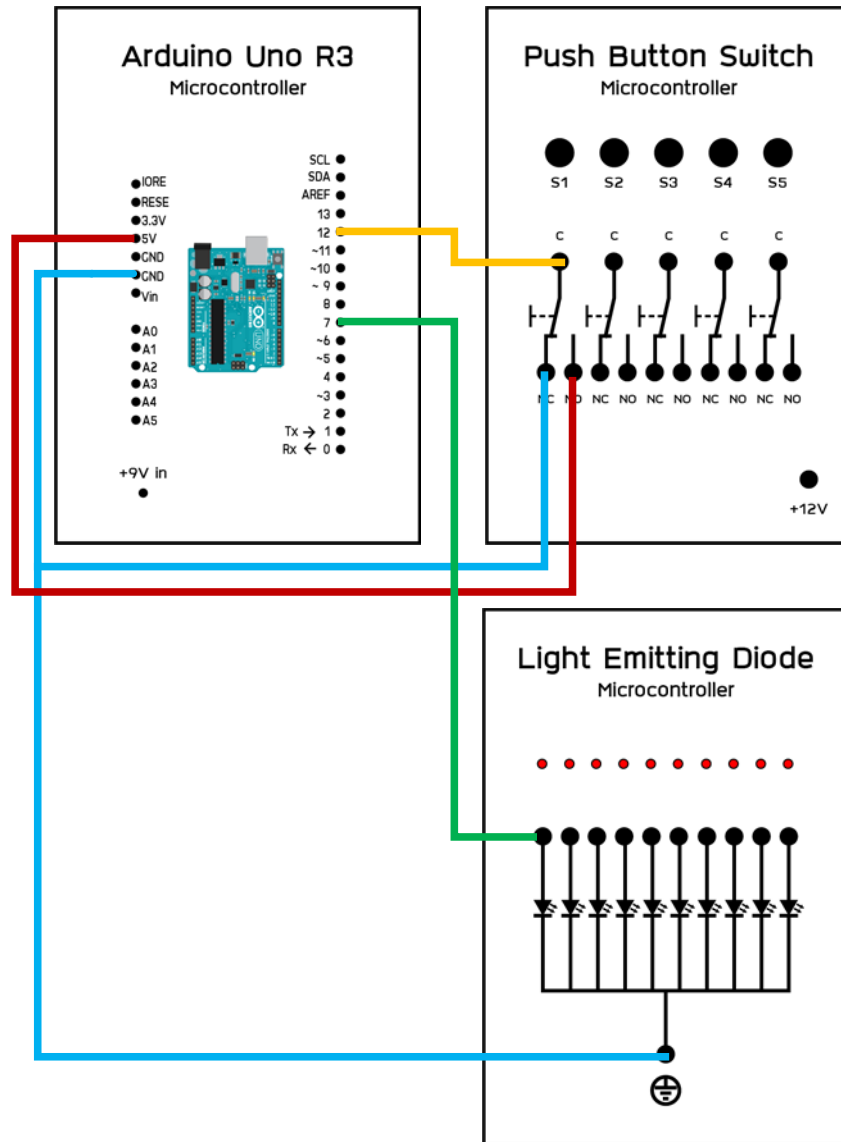 Arduino Uno R3
Microcontroller
SCL
SDA
AREF
13
12
~11
~10
~ 9
8
7
~6
~5
4
~3
2
Tx → 1
Rx ← 0
IORE
RESE
3.3V
5V
GND
GND
Vin
A0
A1
A2
A3
A4
A5
+9V in
Push Button Switch
Microcontroller
S1 S2 S3 S4 S5
C C C C C
NC NO NC NO NC NO NC NO NC NO
+12V
Light Emitting Diode
Microcontroller